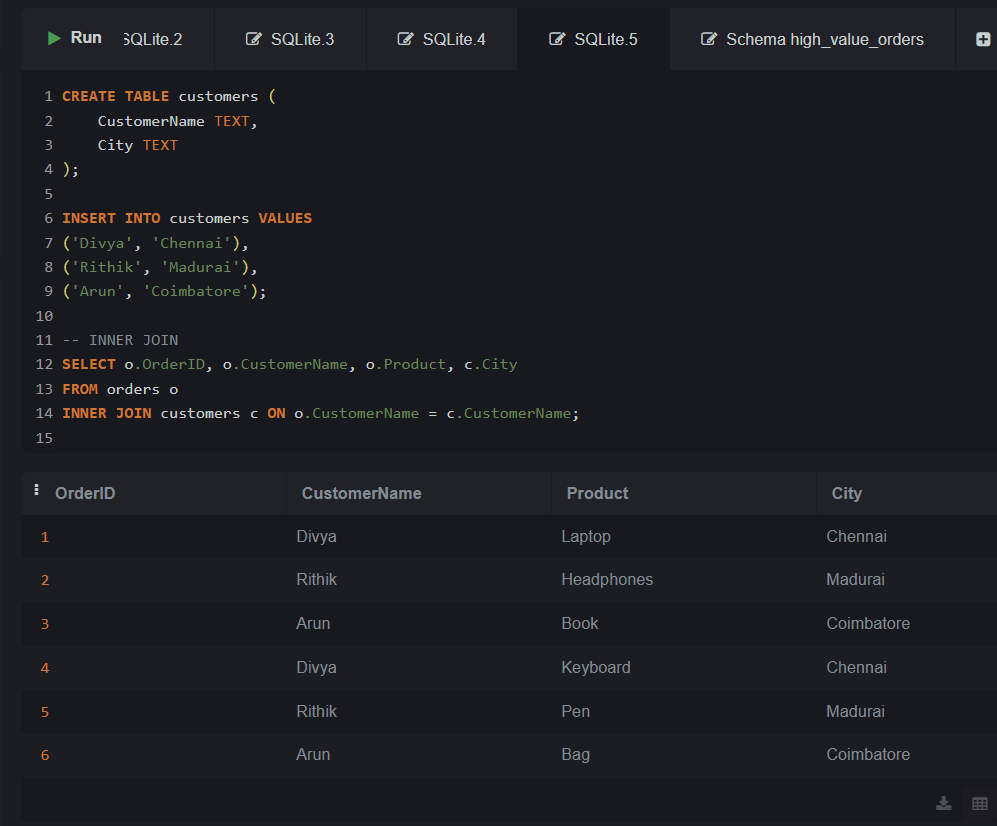 Run SQLite.2 SQLite.3 SQLite.4 SQLite.5 Schema high_value_orders
1 CREATE TABLE customers (
2     CustomerName TEXT,
3     City TEXT
4 );
5
6 INSERT INTO customers VALUES
7 ('Divya', 'Chennai'),
8 ('Rithik', 'Madurai'),
9 ('Arun', 'Coimbatore');
10
11 -- INNER JOIN
12 SELECT o.OrderID, o.CustomerName, o.Product, c.City
13 FROM orders o
14 INNER JOIN customers c ON o.CustomerName = c.CustomerName;
15
OrderID CustomerName Product City
1 Divya Laptop Chennai
2 Rithik Headphones Madurai
3 Arun Book Coimbatore
4 Divya Keyboard Chennai
5 Rithik Pen Madurai
6 Arun Bag Coimbatore